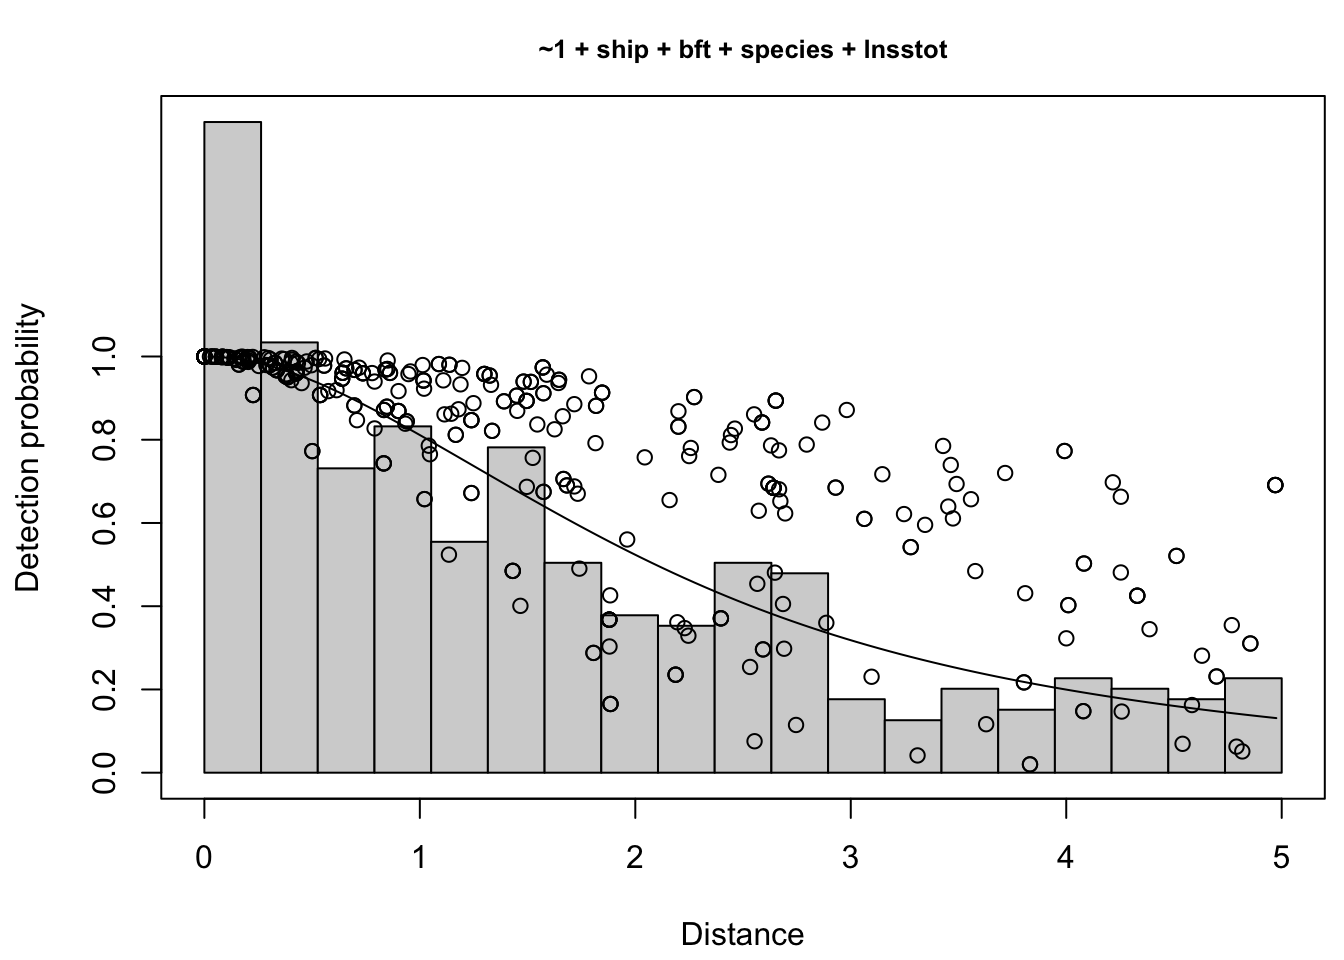 ~1 + ship + bft + species + lnsstot
Detection probability
1.0
0.8
0.6
0.4
0.2
0.0
0 1 2 3 4 5
Distance